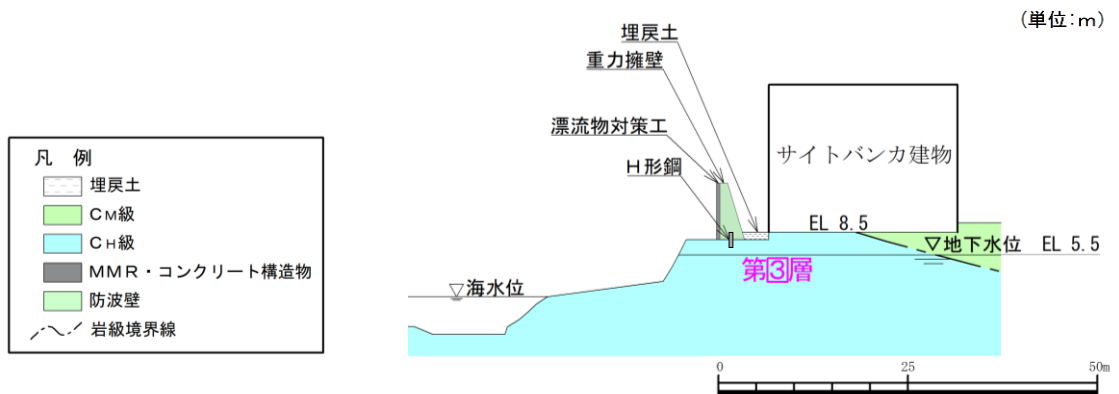 (単位:m)
埋戻土
重力擁壁
漂流物対策工
H形鋼
サイトバンカ建物
EL 8.5
▽地下水位 EL 5.5
第③層
▽海水位
凡 例
埋戻土
CM級
CH級
MMR・コンクリート構造物
防波壁
岩級境界線
0 25 50m